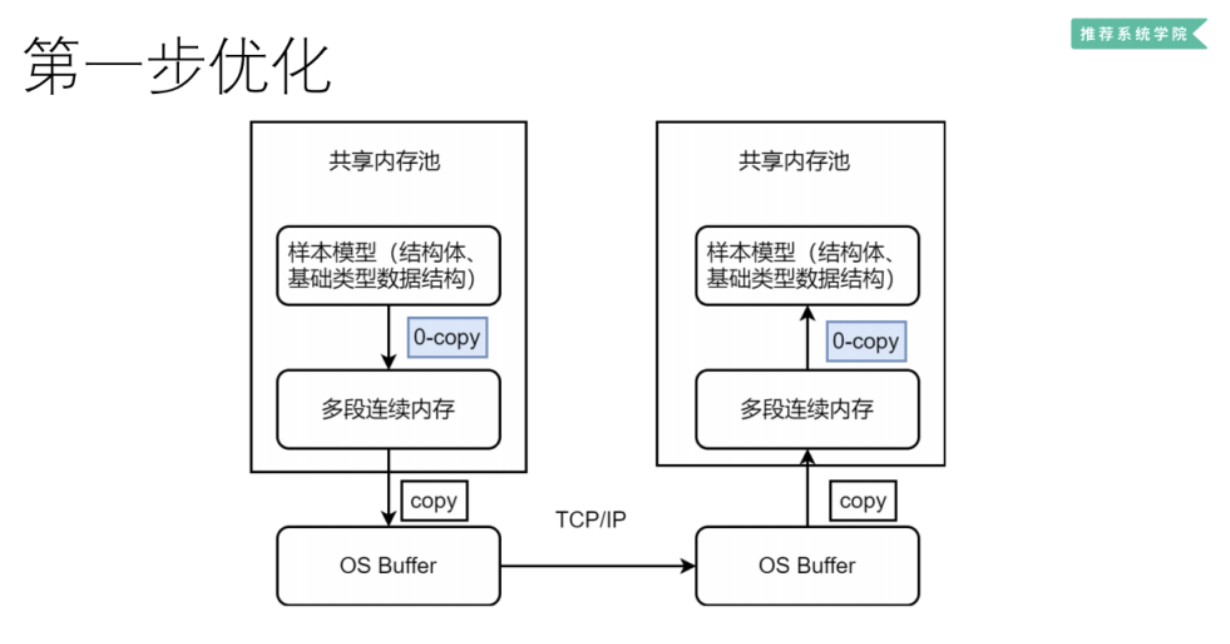 推荐系统学院
第一步优化
共享内存池
样本模型（结构体、
基础类型数据结构）
0-copy
多段连续内存
copy
OS Buffer
TCP/IP
共享内存池
样本模型（结构体、
基础类型数据结构）
0-copy
多段连续内存
copy
OS Buffer